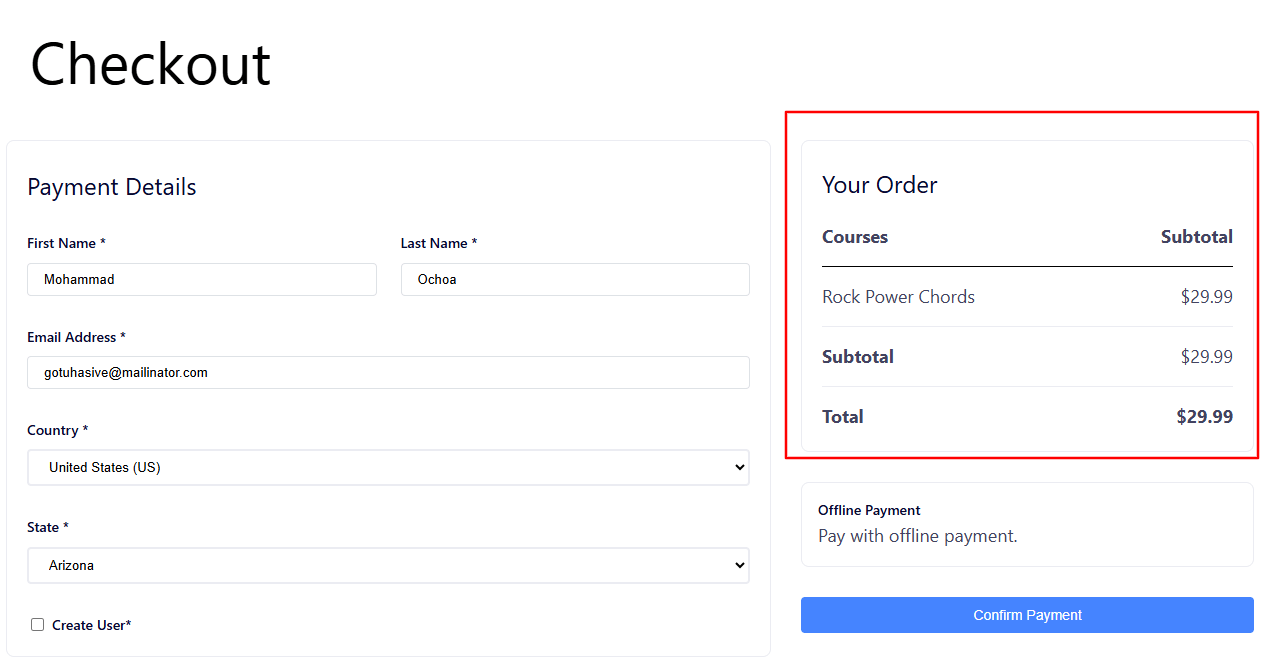 Checkout
Payment Details
First Name *
Last Name *
Mohammad
Ochoa
Email Address *
gotuhasive@mailinator.com
Country *
United States (US)
State *
Arizona
Create User*
Your Order
Courses Subtotal
Rock Power Chords $29.99
Subtotal $29.99
Total $29.99
Offline Payment
Pay with offline payment.
Confirm Payment